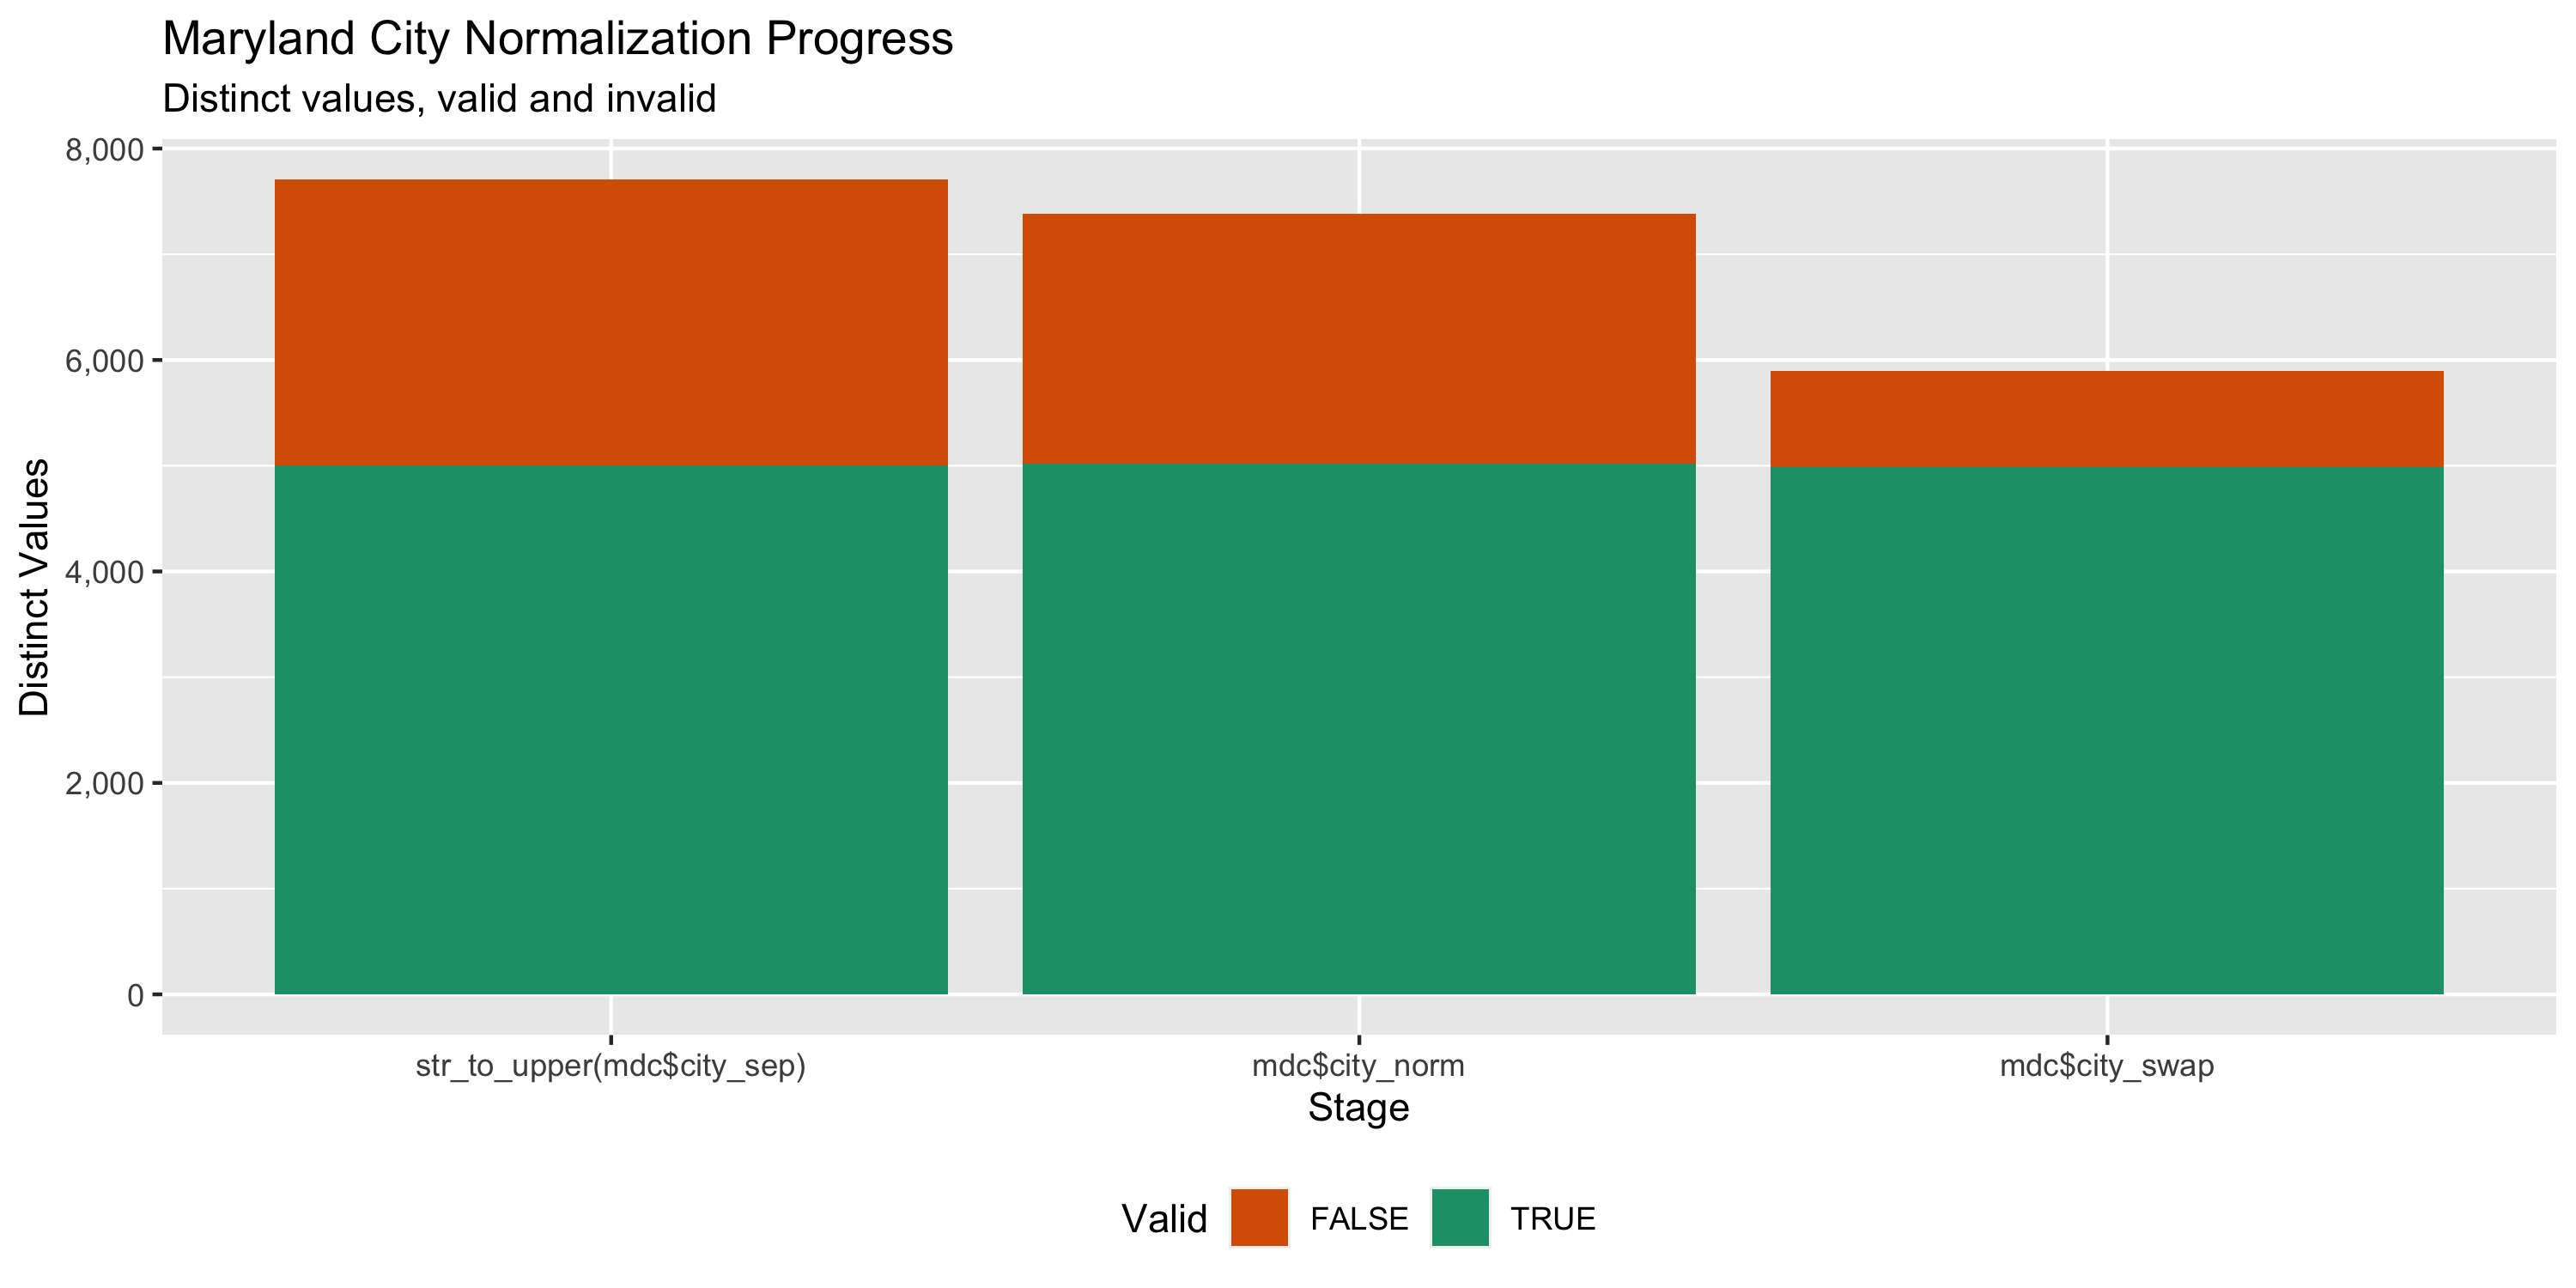 Maryland City Normalization Progress
Distinct values, valid and invalid
Distinct Values
8,000
6,000
4,000
2,000
0
str_to_upper(mdc$city_sep) mdc$city_norm mdc$city_swap
Stage
Valid FALSE TRUE